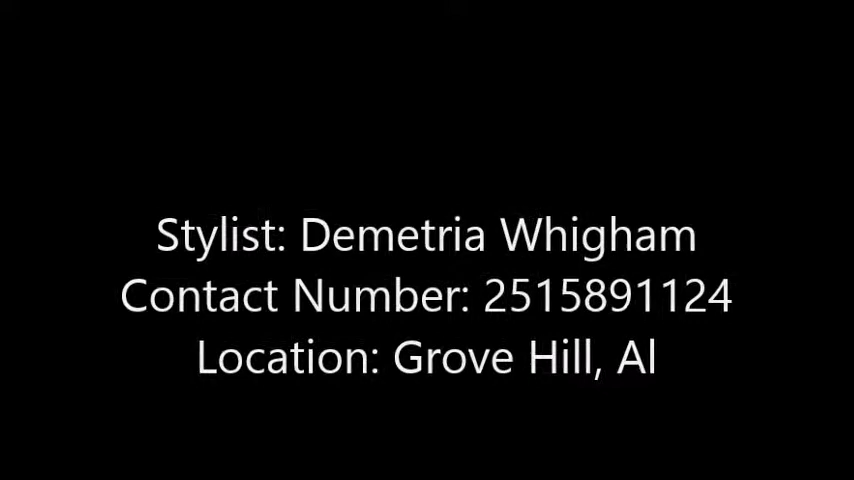 Stylist: Demetria Whigham
Contact Number: 2515891124
Location: Grove Hill, Al